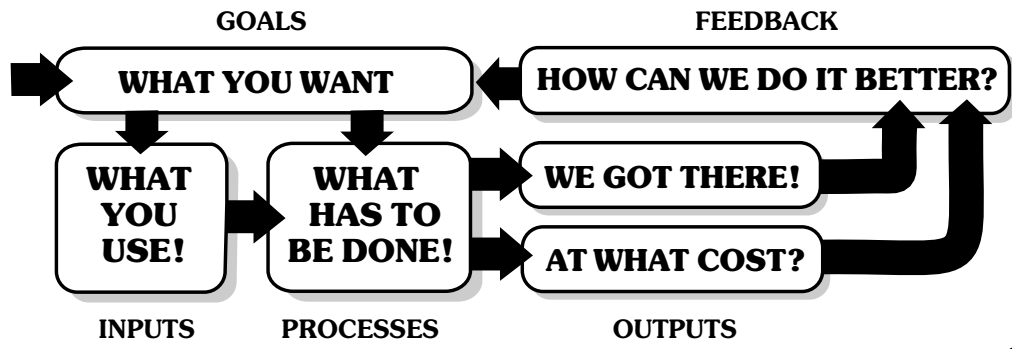 GOALS
FEEDBACK
WHAT YOU WANT
HOW CAN WE DO IT BETTER?
WHAT
YOU
USE!
WHAT
HAS TO
BE DONE!
WE GOT THERE!
AT WHAT COST?
INPUTS
PROCESSES
OUTPUTS